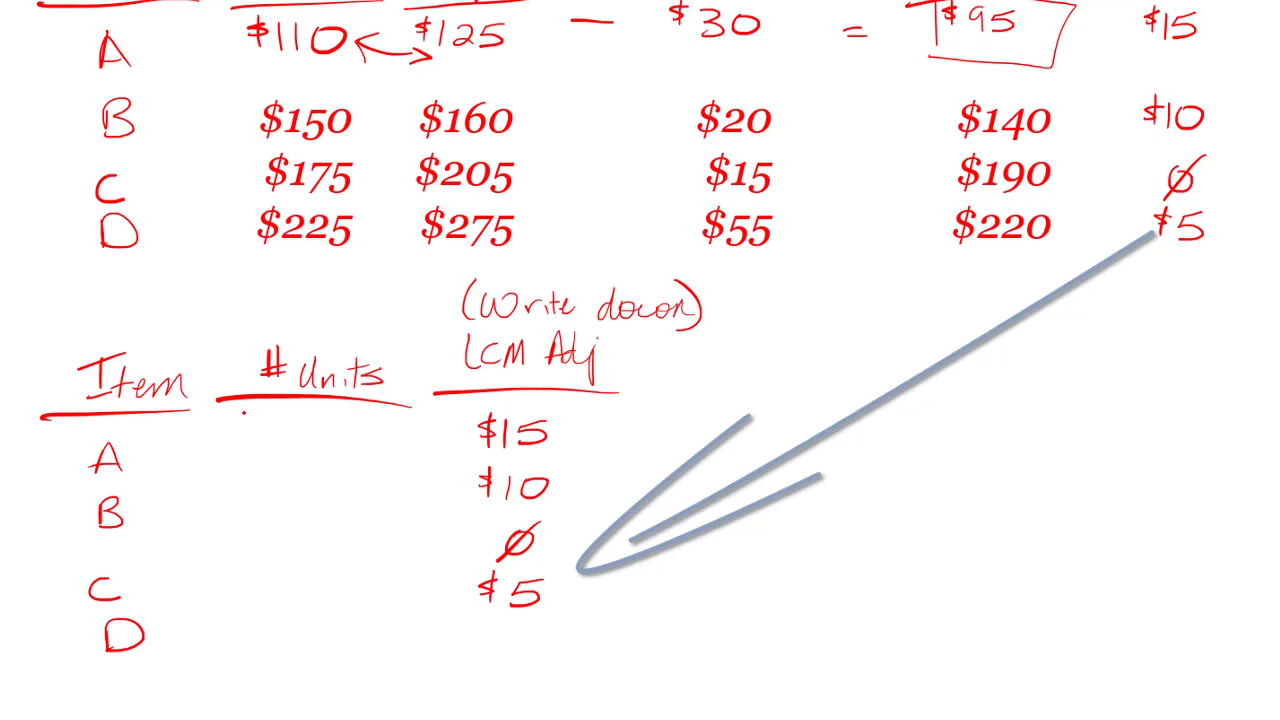 A $110 $125 - $30 = $95 $15
B $150 $160 $20 $140 $10
C $175 $205 $15 $190 Ø
D $225 $275 $55 $220 $5
(Write down)
Item # Units LCM Adj
A $15
B $10
C Ø
D $5